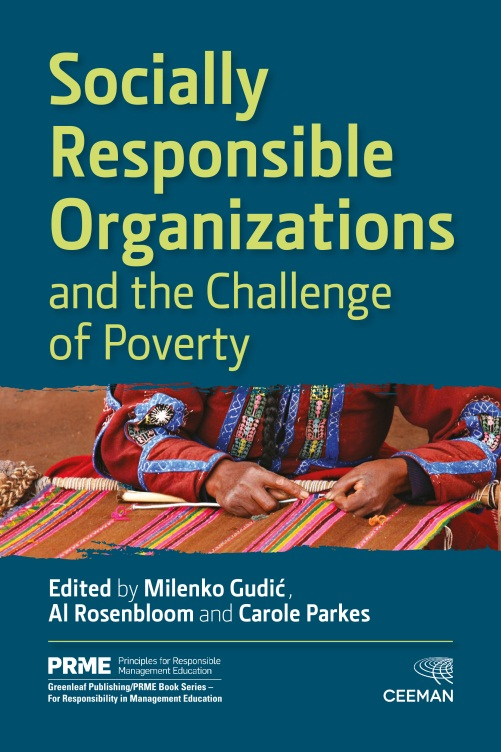 Socially
Responsible
Organizations
and the Challenge
of Poverty
Edited by Milenko Gudić,
Al Rosenbloom and Carole Parkes
PRME Principles for Responsible
Management Education
Greenleaf Publishing/PRME Book Series –
For Responsibility in Management Education
CEEMAN